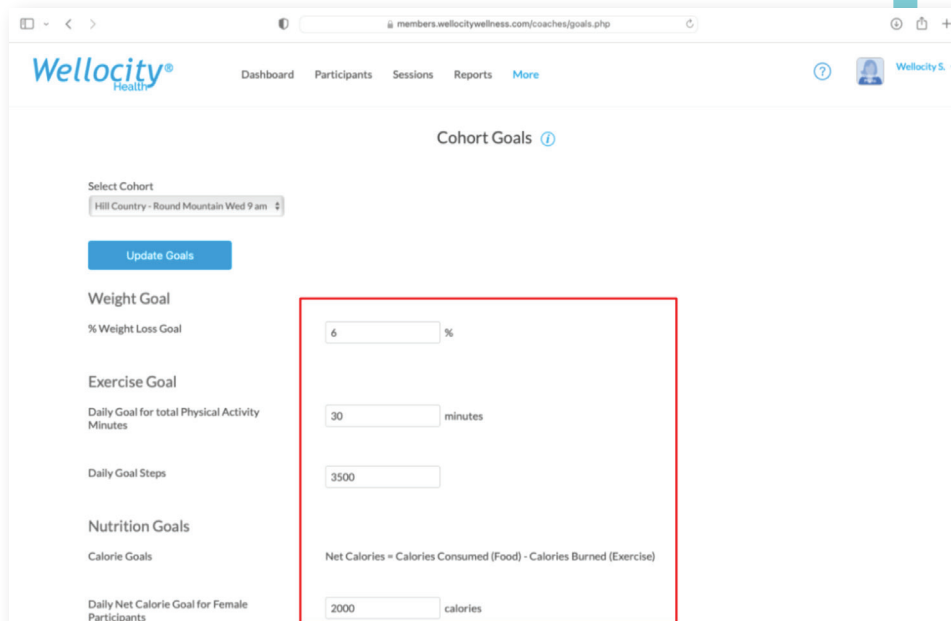 members.wellocitywellness.com/coaches/goals.php
Wellocity®
Health
Dashboard Participants Sessions Reports More
?
Wellocity S.
Cohort Goals i
Select Cohort
Hill Country - Round Mountain Wed 9 am
Update Goals
Weight Goal
% Weight Loss Goal
6 %
Exercise Goal
Daily Goal for total Physical Activity
Minutes
30 minutes
Daily Goal Steps
3500
Nutrition Goals
Calorie Goals
Net Calories = Calories Consumed (Food) - Calories Burned (Exercise)
Daily Net Calorie Goal for Female
Participants
2000 calories